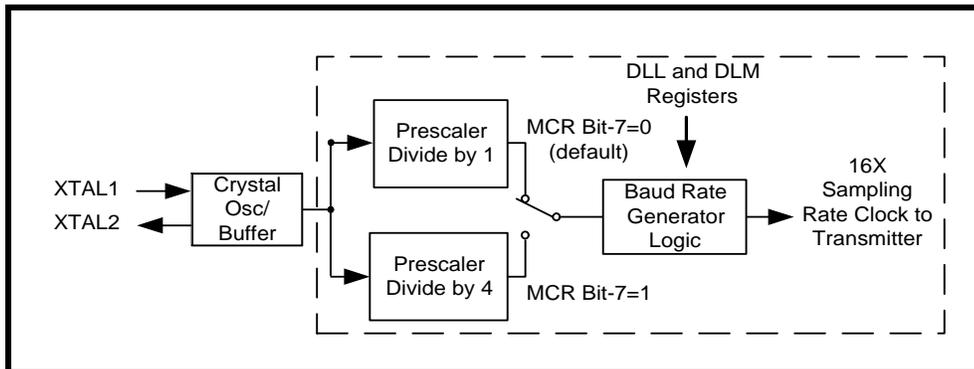 DLL and DLM
Registers
Prescaler
Divide by 1
MCR Bit-7=0
(default)
XTAL1
XTAL2
Crystal
Osc/
Buffer
Baud Rate
Generator
Logic
16X
Sampling
Rate Clock to
Transmitter
Prescaler
Divide by 4
MCR Bit-7=1